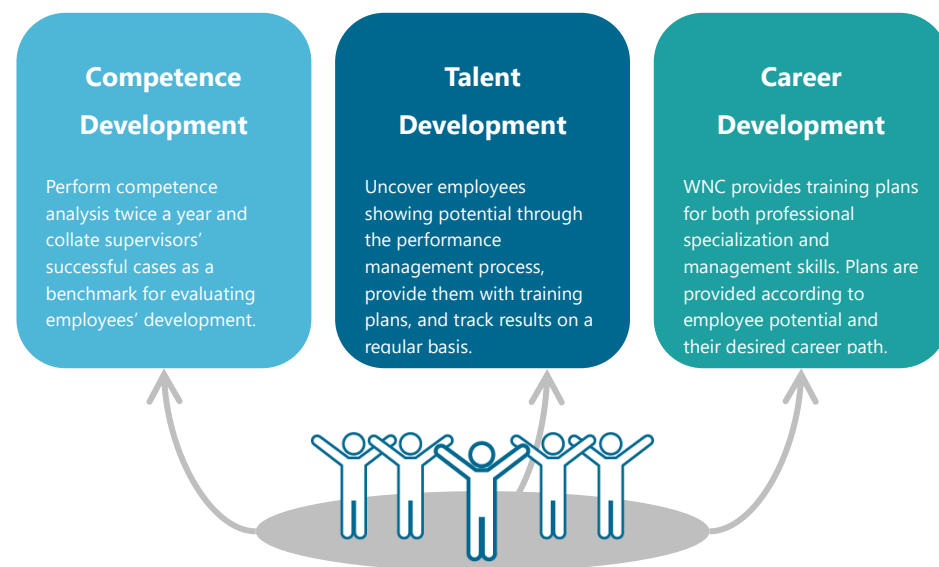 Competence
Development
Perform competence
analysis twice a year and
collate supervisors’
successful cases as a
benchmark for evaluating
employees’ development.
Talent
Development
Uncover employees
showing potential through
the performance
management process,
provide them with training
plans, and track results on a
regular basis.
Career
Development
WNC provides training plans
for both professional
specialization and
management skills. Plans are
provided according to
employee potential and
their desired career path.